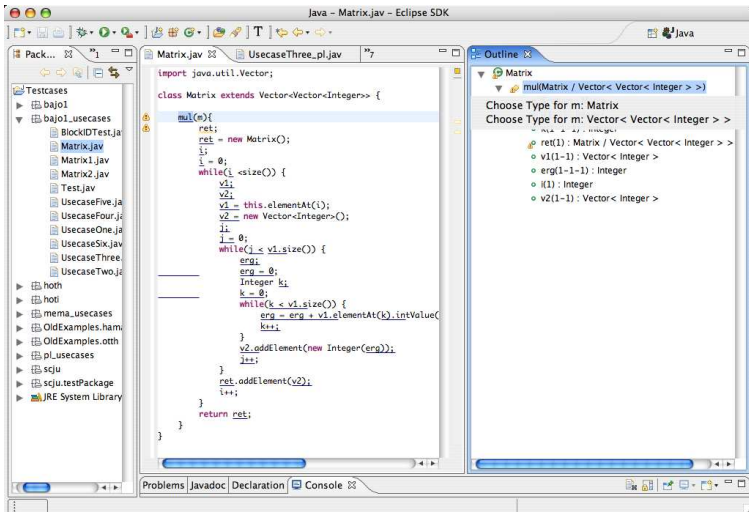 Java - Matrix.jav - Eclipse SDK
Java
Pack...
Matrix.jav
UsecaseThree_pl.jav
Outline
Testcases
bajo1
bajo1_usecases
BlockIDTest.ja
Matrix.jav
Matrix1.jav
Matrix2.jav
Test.jav
UsecaseFive.ja
UsecaseFour.ja
UsecaseOne.ja
UsecaseSix.jav
UsecaseThree.
UsecaseTwo.ja
hoth
hoti
mema_usecases
OldExamples.hama
OldExamples.otth
pl_usecases
scju
scju.testPackage
JRE System Library
import java.util.Vector;
class Matrix extends Vector<Vector<Integer>> {
mul(m){
ret;
ret = new Matrix();
i;
i = 0;
while(i <size()) {
v1;
v2;
v1 = this.elementAt(i);
v2 = new Vector<Integer>();
j;
j = 0;
while(j < v1.size()) {
erg;
erg = 0;
Integer k;
k = 0;
while(k < v1.size()) {
erg = erg + v1.elementAt(k).intValue(
k++;
}
v2.addElement(new Integer(erg));
j++;
}
ret.addElement(v2);
i++;
}
return ret;
}
}
Matrix
mul(Matrix / Vector< Vector< Integer > >)
Choose Type for m: Matrix
Choose Type for m: Vector< Vector< Integer > >
ret(1) : Matrix / Vector< Vector< Integer > >
v1(1-1) : Vector< Integer >
erg(1-1-1) : Integer
i(1) : Integer
v2(1-1) : Vector< Integer >
Problems Javadoc Declaration Console